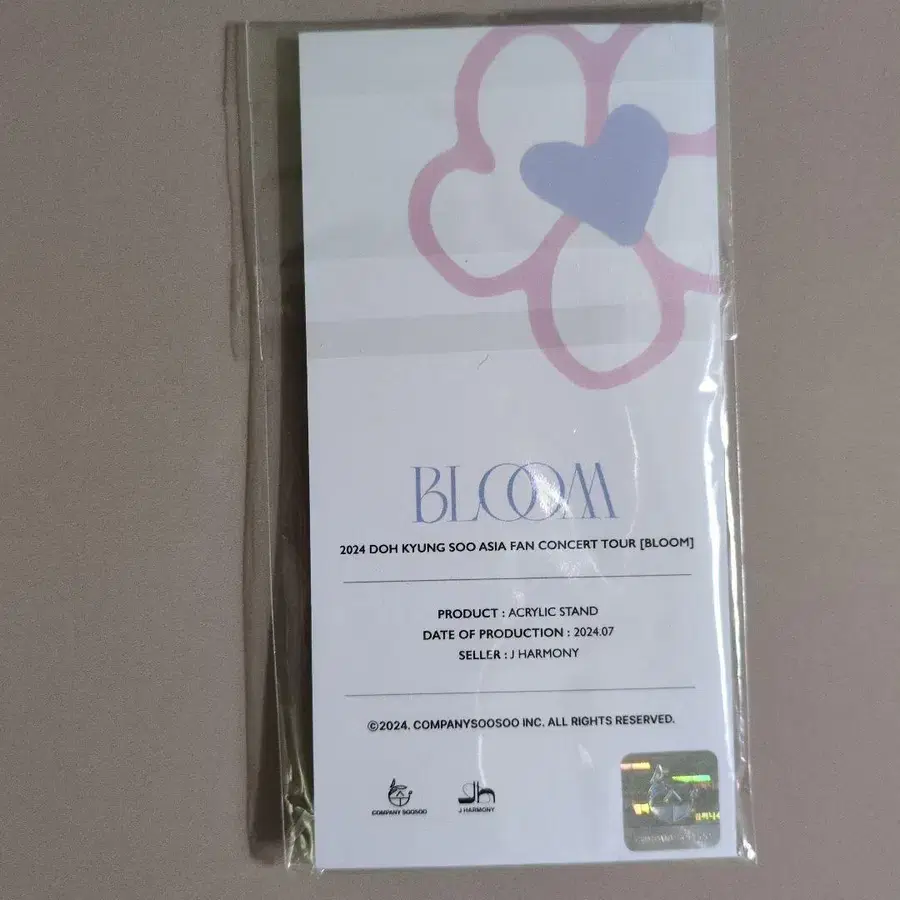 BLOOM
2024 DOH KYUNG SOO ASIA FAN CONCERT TOUR [BLOOM]
PRODUCT : ACRYLIC STAND
DATE OF PRODUCTION : 2024.07
SELLER : J HARMONY
©2024. COMPANYSOOSOO INC. ALL RIGHTS RESERVED.
COMPANY SOOSOO
Jh
J HARMONY